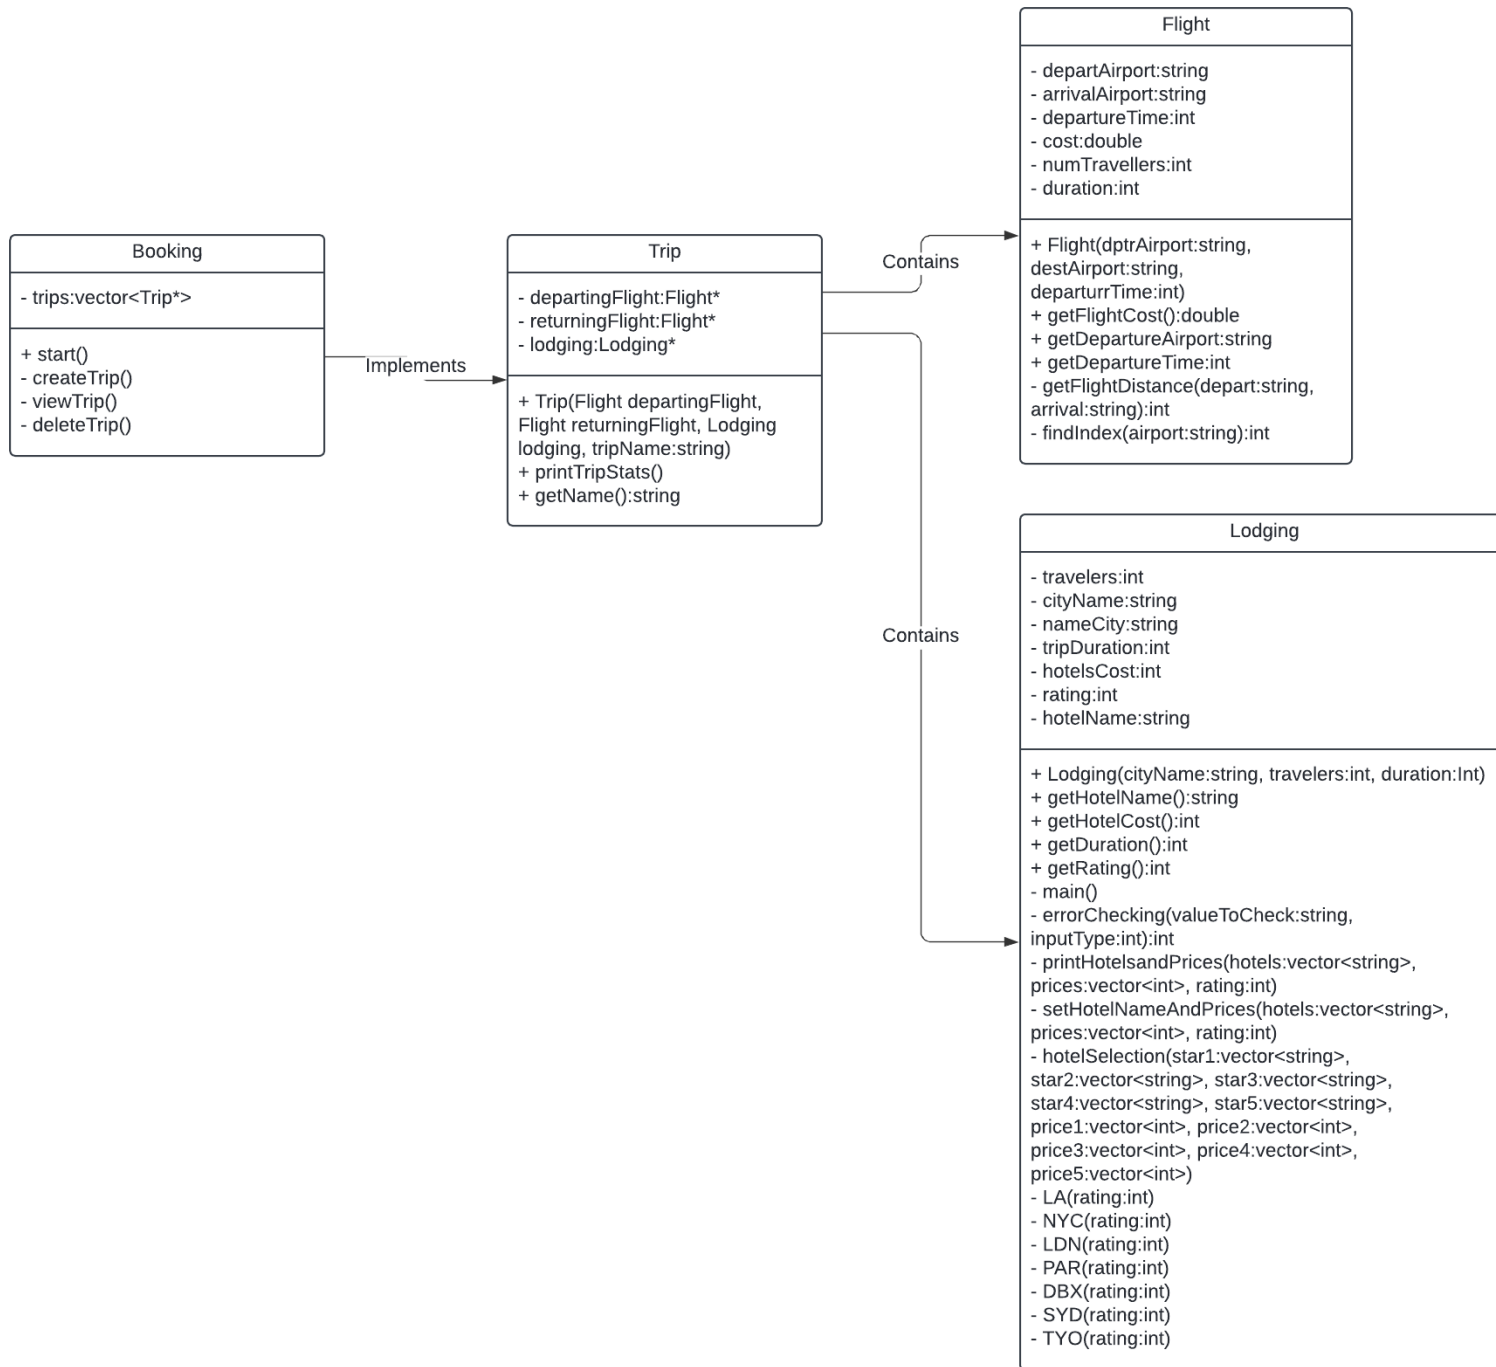 Booking
- trips:vector<Trip*>
+ start()
- createTrip()
- viewTrip()
- deleteTrip()
Implements
Trip
- departingFlight:Flight*
- returningFlight:Flight*
- lodging:Lodging*
+ Trip(Flight departingFlight,
Flight returningFlight, Lodging
lodging, tripName:string)
+ printTripStats()
+ getName():string
Contains
Contains
Flight
- departAirport:string
- arrivalAirport:string
- departureTime:int
- cost:double
- numTravellers:int
- duration:int
+ Flight(dptrAirport:string,
destAirport:string,
departurrTime:int)
+ getFlightCost():double
+ getDepartureAirport:string
+ getDepartureTime:int
- getFlightDistance(depart:string,
arrival:string):int
- findIndex(airport:string):int
Lodging
- travelers:int
- cityName:string
- nameCity:string
- tripDuration:int
- hotelsCost:int
- rating:int
- hotelName:string
+ Lodging(cityName:string, travelers:int, duration:Int)
+ getHotelName():string
+ getHotelCost():int
+ getDuration():int
+ getRating():int
- main()
- errorChecking(valueToCheck:string,
inputType:int):int
- printHotelsandPrices(hotels:vector<string>,
prices:vector<int>, rating:int)
- setHotelNameAndPrices(hotels:vector<string>,
prices:vector<int>, rating:int)
- hotelSelection(star1:vector<string>,
star2:vector<string>, star3:vector<string>,
star4:vector<string>, star5:vector<string>,
price1:vector<int>, price2:vector<int>,
price3:vector<int>, price4:vector<int>,
price5:vector<int>)
- LA(rating:int)
- NYC(rating:int)
- LDN(rating:int)
- PAR(rating:int)
- DBX(rating:int)
- SYD(rating:int)
- TYO(rating:int)